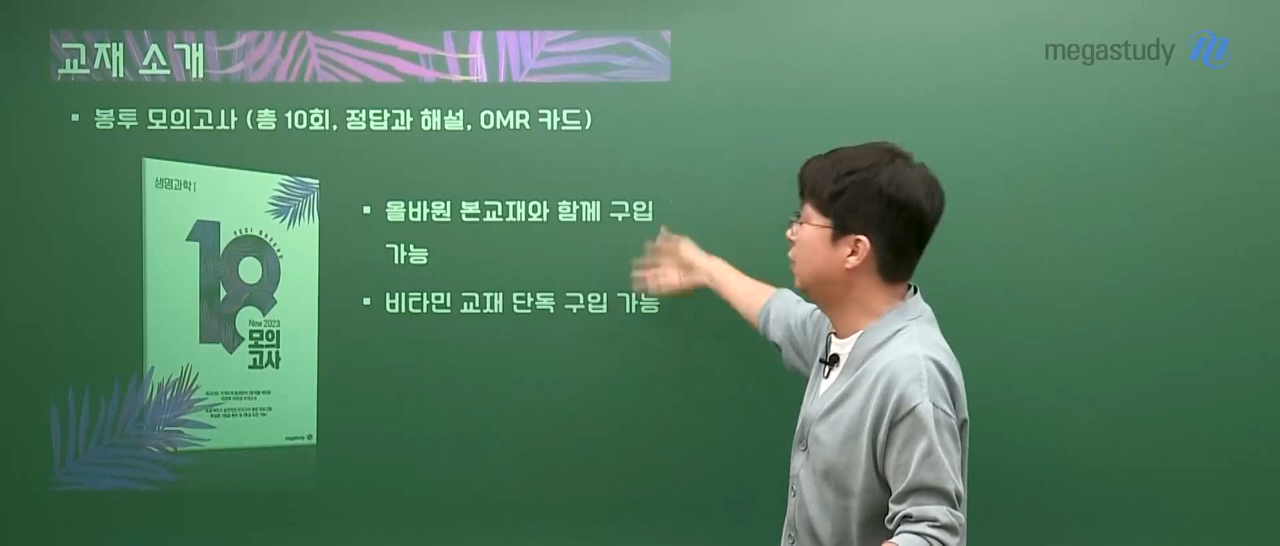 교재 소개
megastudy
▪ 봉투 모의고사 (총 10회, 정답과 해설, OMR 카드)
생명과학 I
▪ 올바원 본교재와 함께 구입
가능
▪ 비타민 교재 단독 구입 가능
New 2023
모의
고사
megastudy